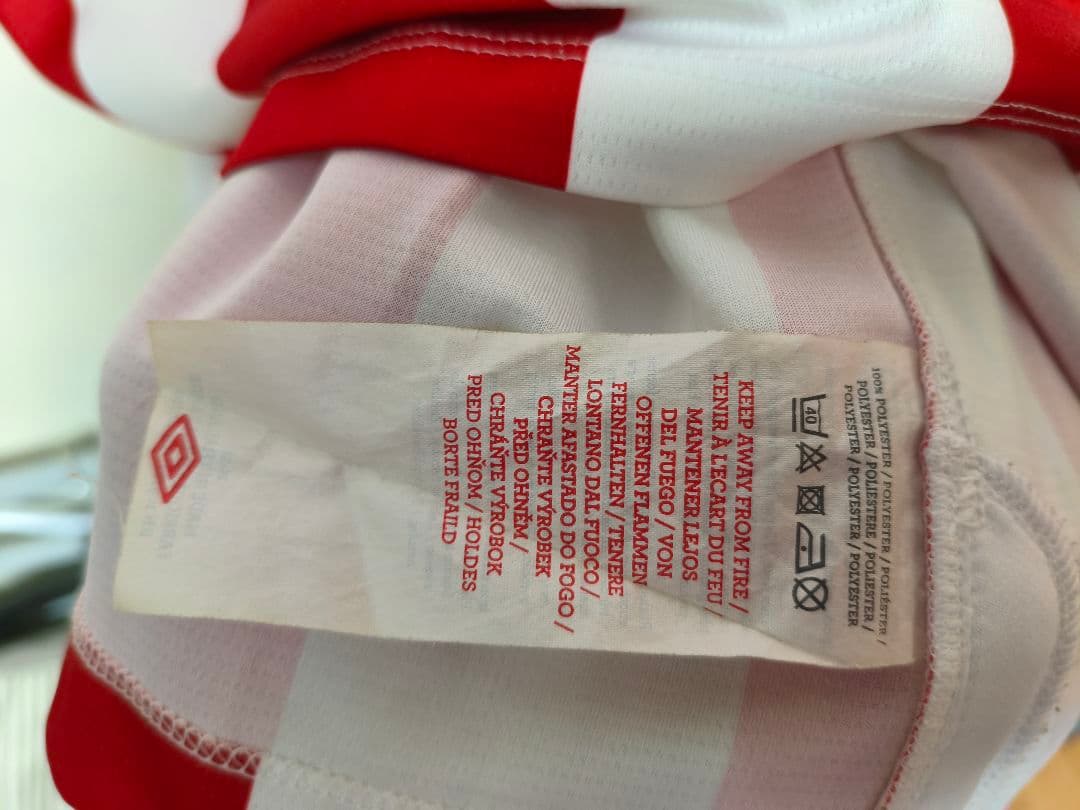 100% POLYESTER / POLIÉSTER /
POLYESTER / POLIESTERE / POLIESTER /
POLYESTER / POLYESTER / POLYESTER
40
KEEP AWAY FROM FIRE /
TENIR À L'ECART DU FEU /
MANTENER LEJOS
DEL FUEGO / VON
OFFENEN FLAMMEN
FERNHALTEN / TENERE
LONTANO DAL FUOCO /
MANTER AFASTADO DO FOGO /
CHRAŇTE VÝROBEK
PŘED OHNĚM /
CHRÁŇTE VÝROBOK
PRED OHŇOM / HOLDES
BORTE FRA ILD